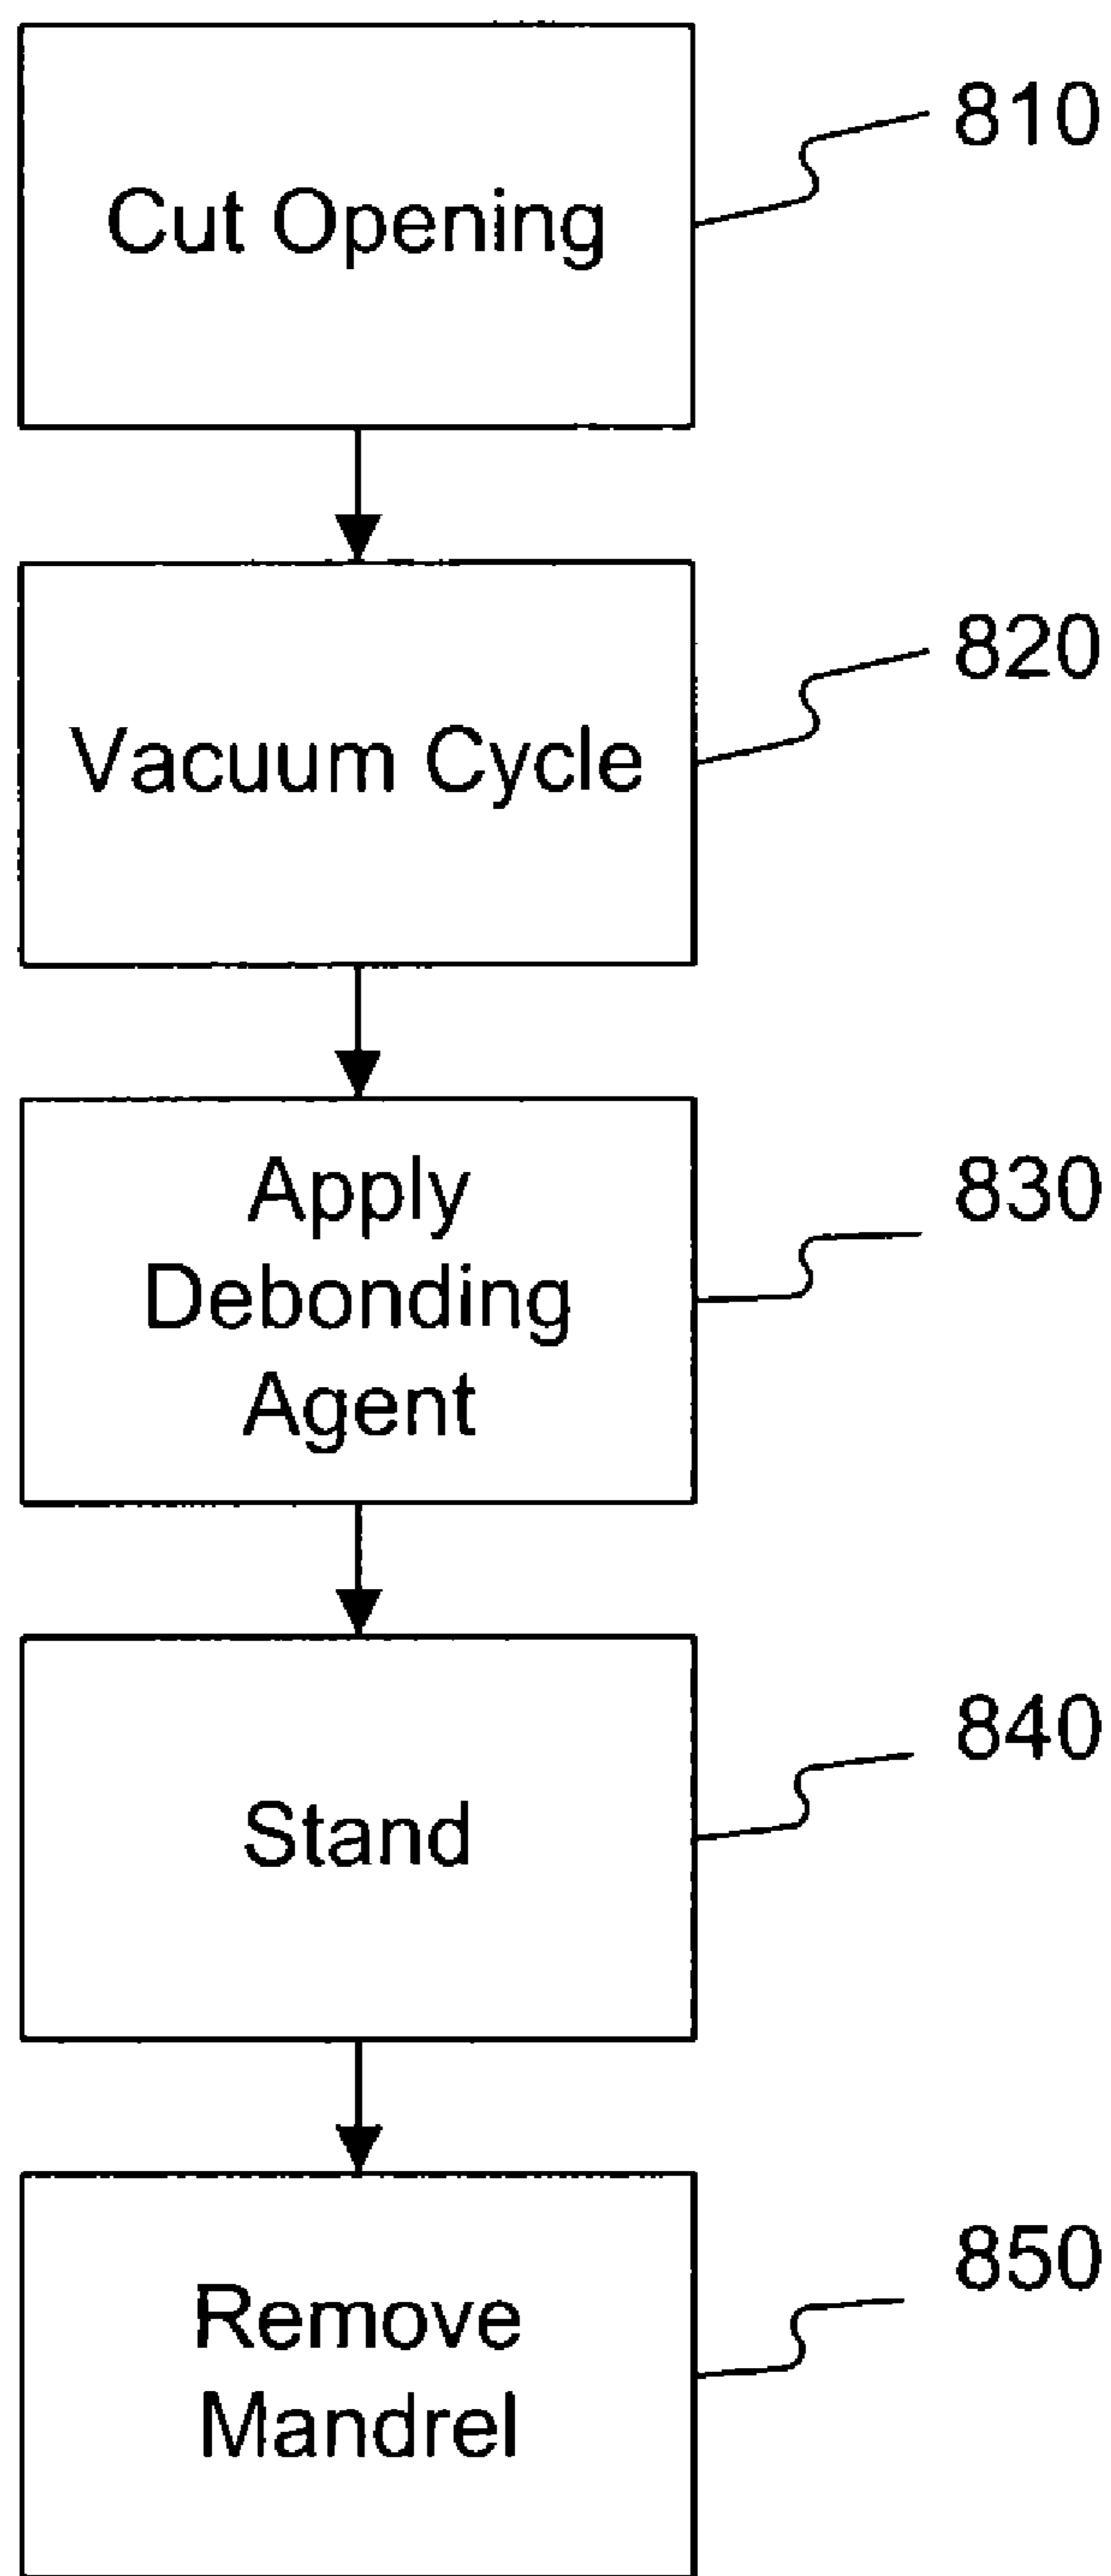 Cut Opening
810
Vacuum Cycle
820
Apply
Debonding
Agent
830
Stand
840
Remove
Mandrel
850